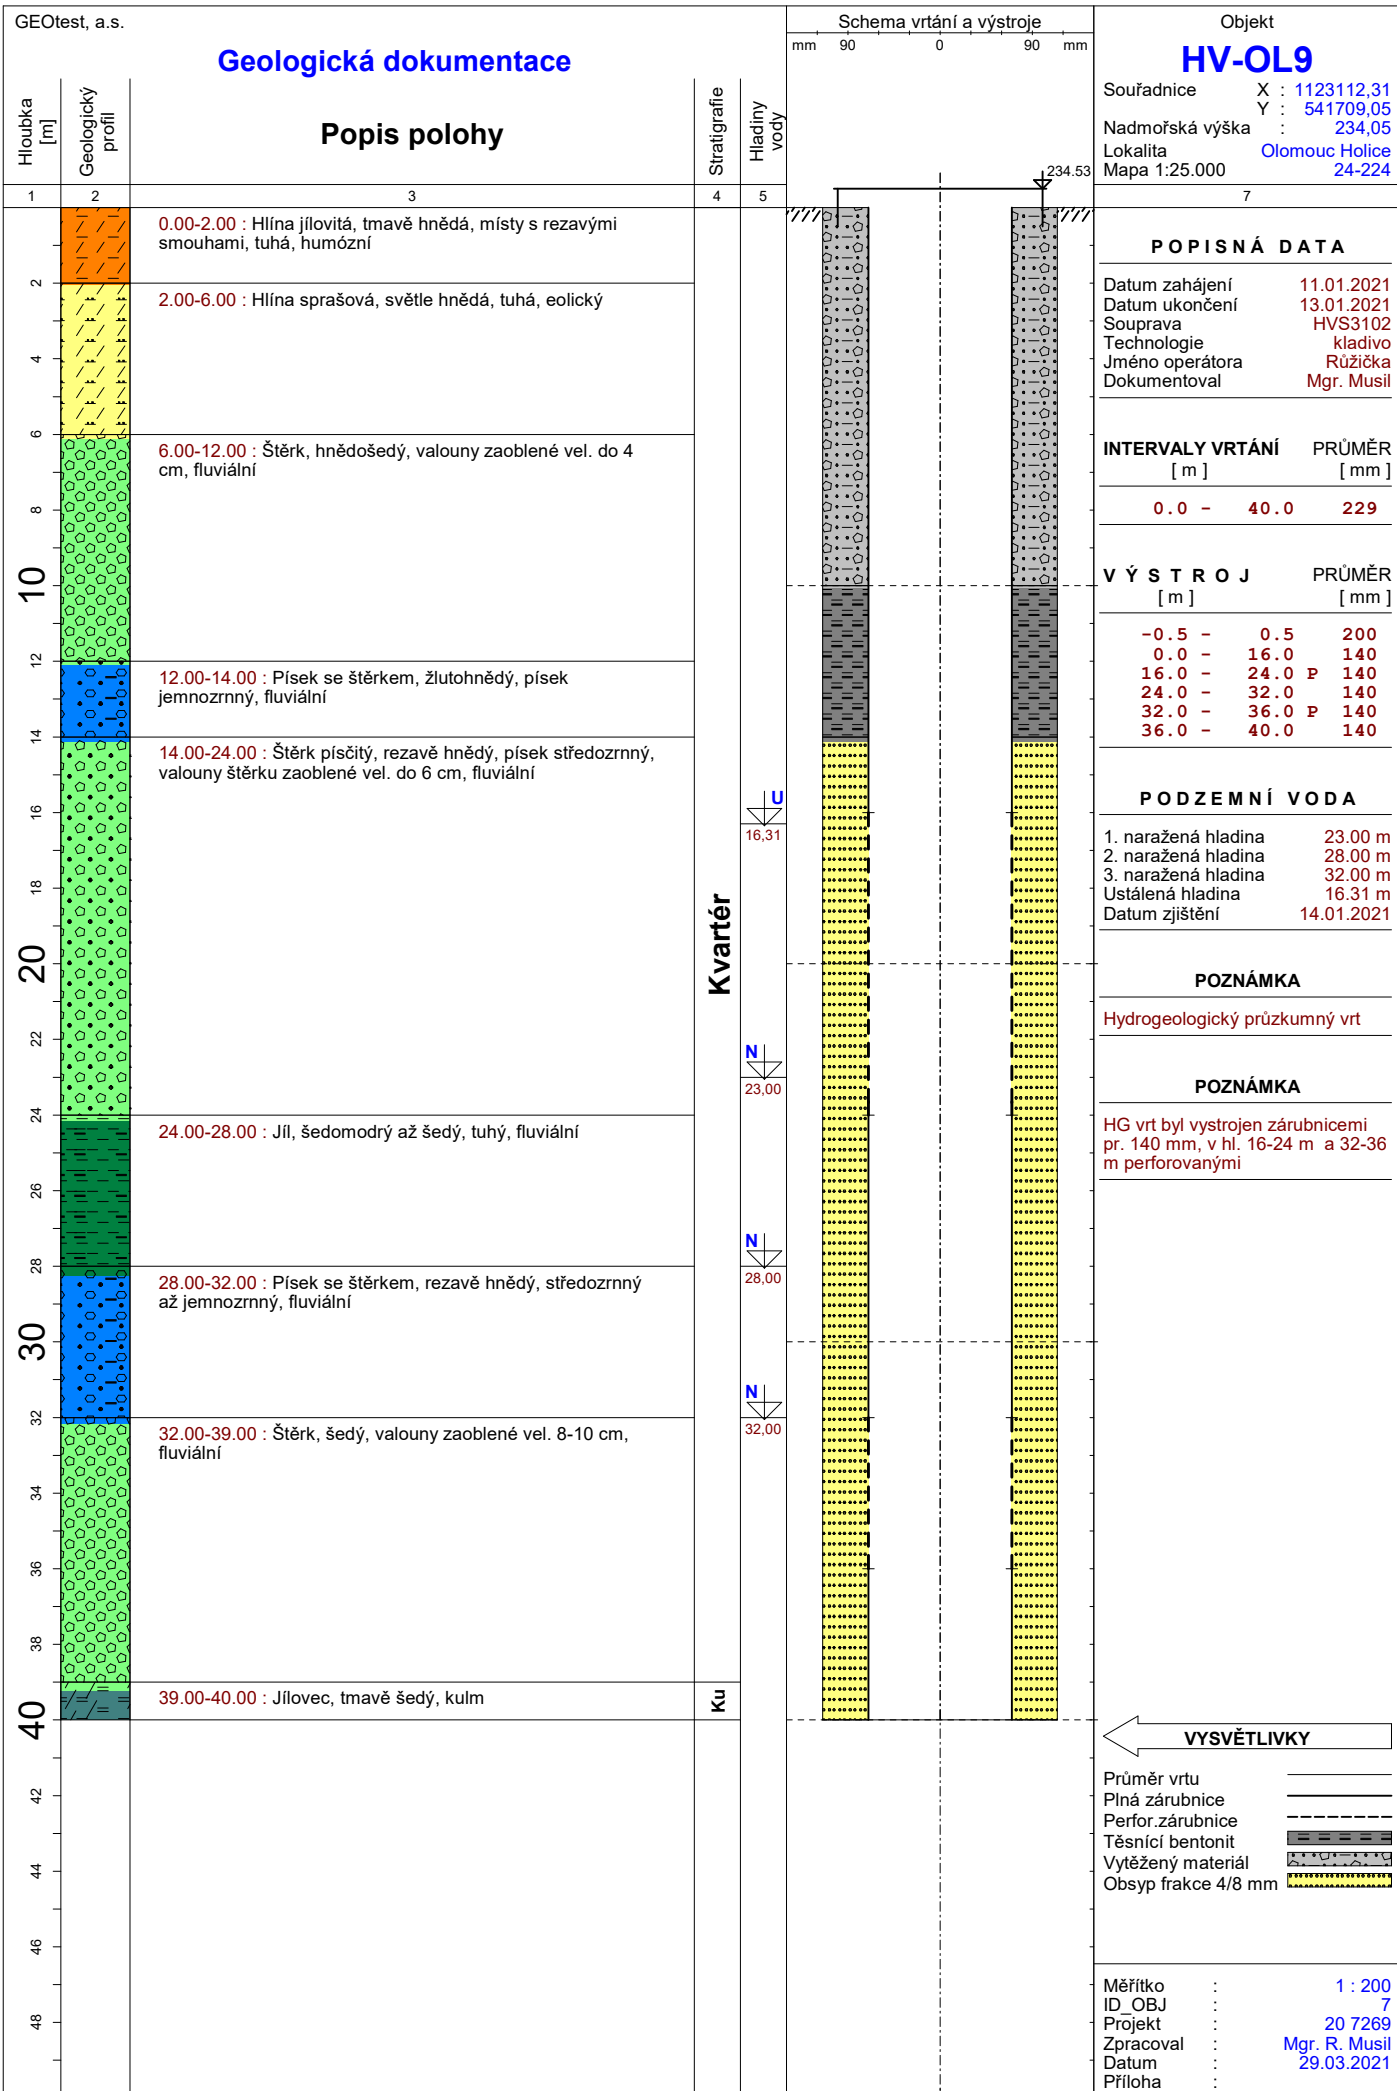 GEOtest, a.s.
Geologická dokumentace
Hloubka [m]
Geologický profil
Popis polohy
Stratigrafie
Hladiny vody
Schema vrtání a výstroje
mm 90 0 90 mm
234.53
Objekt
HV-OL9
Souřadnice X : 1123112,31
Y : 541709,05
Nadmořská výška : 234,05
Lokalita Olomouc Holice
Mapa 1:25.000 24-224
1 2 3 4 5 7
0.00-2.00 : Hlína jílovitá, tmavě hnědá, místy s rezavými
smouhami, tuhá, humózní
2
2.00-6.00 : Hlína sprašová, světle hnědá, tuhá, eolický
4
6
6.00-12.00 : Štěrk, hnědošedý, valouny zaoblené vel. do 4
cm, fluviální
8
10
12
12.00-14.00 : Písek se štěrkem, žlutohnědý, písek
jemnozrnný, fluviální
14
14.00-24.00 : Štěrk písčitý, rezavě hnědý, písek středozrnný,
valouny štěrku zaoblené vel. do 6 cm, fluviální
16
U
16,31
18
Kvartér
20
22
N
23,00
24
24.00-28.00 : Jíl, šedomodrý až šedý, tuhý, fluviální
26
N
28
28,00
28.00-32.00 : Písek se štěrkem, rezavě hnědý, středozrnný
až jemnozrnný, fluviální
30
N
32
32,00
32.00-39.00 : Štěrk, šedý, valouny zaoblené vel. 8-10 cm,
fluviální
34
36
38
39.00-40.00 : Jílovec, tmavě šedý, kulm
Ku
40
42
44
46
48
POPISNÁ DATA
Datum zahájení 11.01.2021
Datum ukončení 13.01.2021
Souprava HVS3102
Technologie kladivo
Jméno operátora Růžička
Dokumentoval Mgr. Musil
INTERVALY VRTÁNÍ PRŮMĚR
[ m ] [ mm ]
0.0 - 40.0 229
VÝSTROJ PRŮMĚR
[ m ] [ mm ]
-0.5 - 0.5 200
0.0 - 16.0 140
16.0 - 24.0 P 140
24.0 - 32.0 140
32.0 - 36.0 P 140
36.0 - 40.0 140
PODZEMNÍ VODA
1. naražená hladina 23.00 m
2. naražená hladina 28.00 m
3. naražená hladina 32.00 m
Ustálená hladina 16.31 m
Datum zjištění 14.01.2021
POZNÁMKA
Hydrogeologický průzkumný vrt
POZNÁMKA
HG vrt byl vystrojen zárubnicemi
pr. 140 mm, v hl. 16-24 m a 32-36
m perforovanými
VYSVĚTLIVKY
Průměr vrtu
Plná zárubnice
Perfor.zárubnice
Těsnící bentonit
Vytěžený materiál
Obsyp frakce 4/8 mm
Měřítko : 1 : 200
ID_OBJ : 7
Projekt : 20 7269
Zpracoval : Mgr. R. Musil
Datum : 29.03.2021
Příloha :